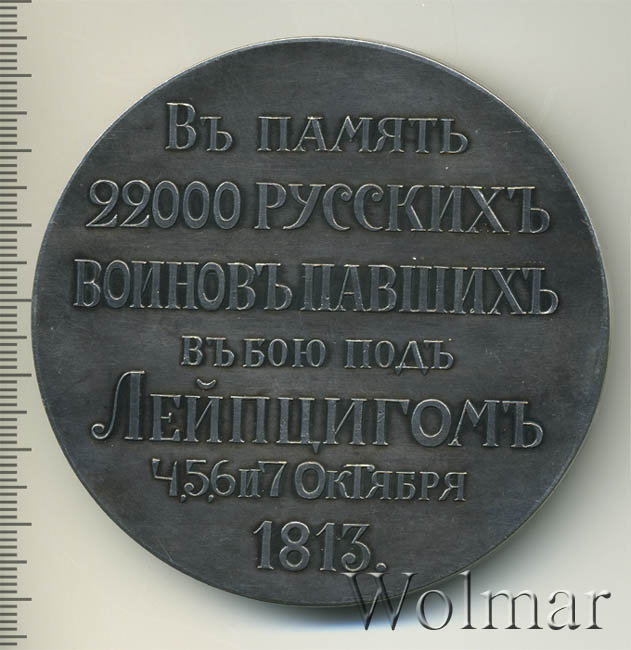 Въ память
22000 русскихъ
воиновъ павшихъ
въ бою подъ
Лейпцигомъ
4,5,6 и 7 Октября
1813.
Wolmar